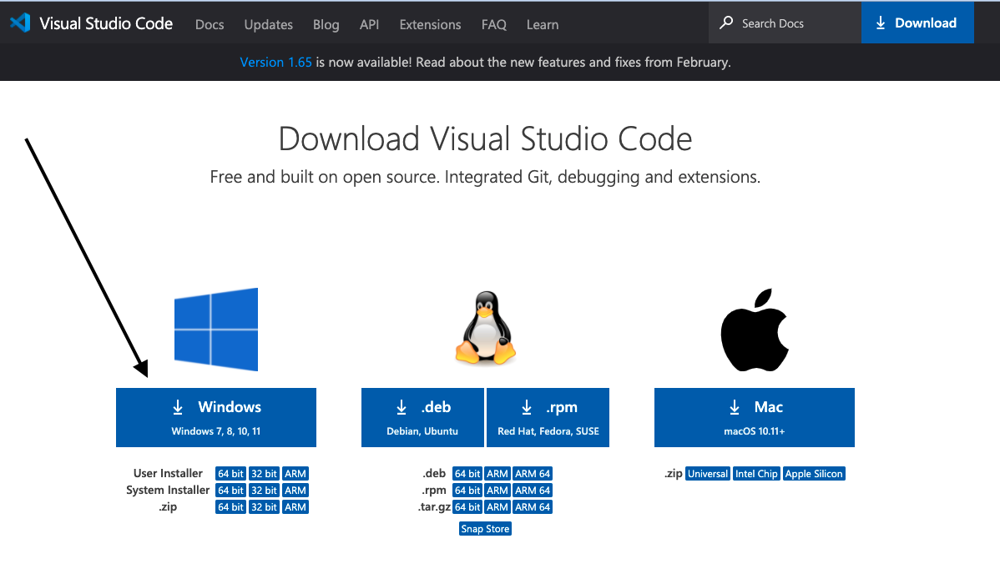 Visual Studio Code Docs Updates Blog API Extensions FAQ Learn Search Docs Download
Version 1.65 is now available! Read about the new features and fixes from February.
Download Visual Studio Code
Free and built on open source. Integrated Git, debugging and extensions.
Windows
Windows 7, 8, 10, 11
User Installer 64 bit 32 bit ARM
System Installer 64 bit 32 bit ARM
.zip 64 bit 32 bit ARM
.deb
Debian, Ubuntu
.rpm
Red Hat, Fedora, SUSE
.deb 64 bit ARM ARM 64
.rpm 64 bit ARM ARM 64
.tar.gz 64 bit ARM ARM 64
Snap Store
Mac
macOS 10.11+
.zip Universal Intel Chip Apple Silicon